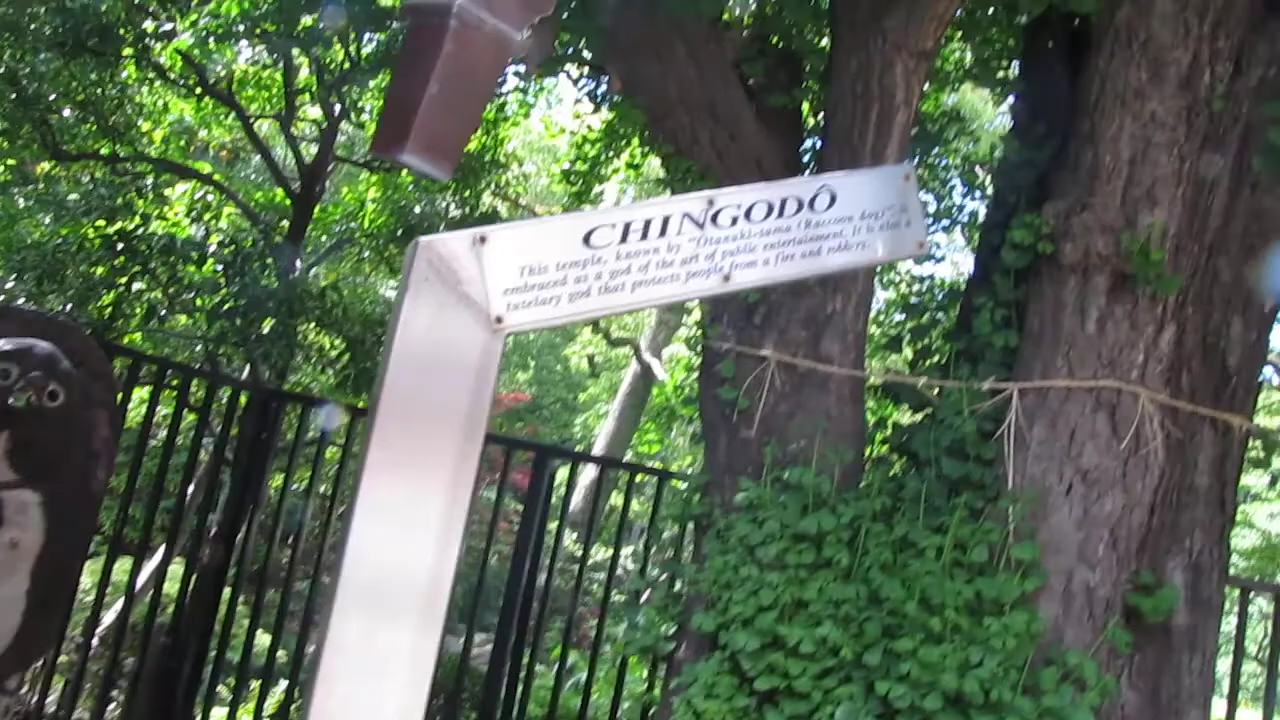 CHINGODÔ
This temple, known by "Otanuki-sama (Raccoon dog)" is
embraced as a god of the art of public entertainment. It is also a
tutelary god that protects people from a fire and robbery.